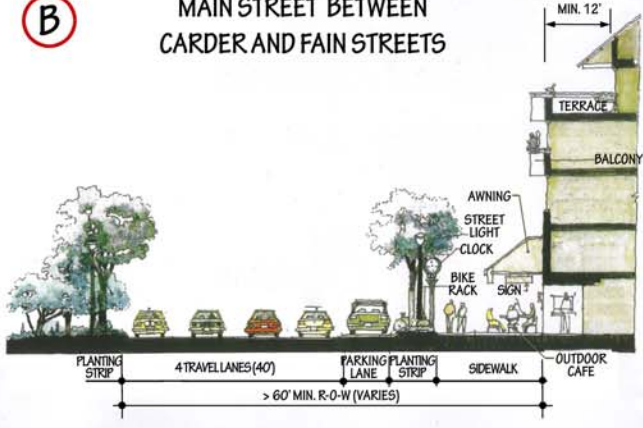 B
MAIN STREET BETWEEN
CARDER AND FAIN STREETS
MIN. 12'
TERRACE
BALCONY
AWNING
STREET
LIGHT
CLOCK
BIKE
RACK
SIGN
PLANTING
STRIP
4 TRAVEL LANES (40')
PARKING
LANE
PLANTING
STRIP
SIDEWALK
OUTDOOR
CAFE
> 60' MIN. R-O-W (VARIES)